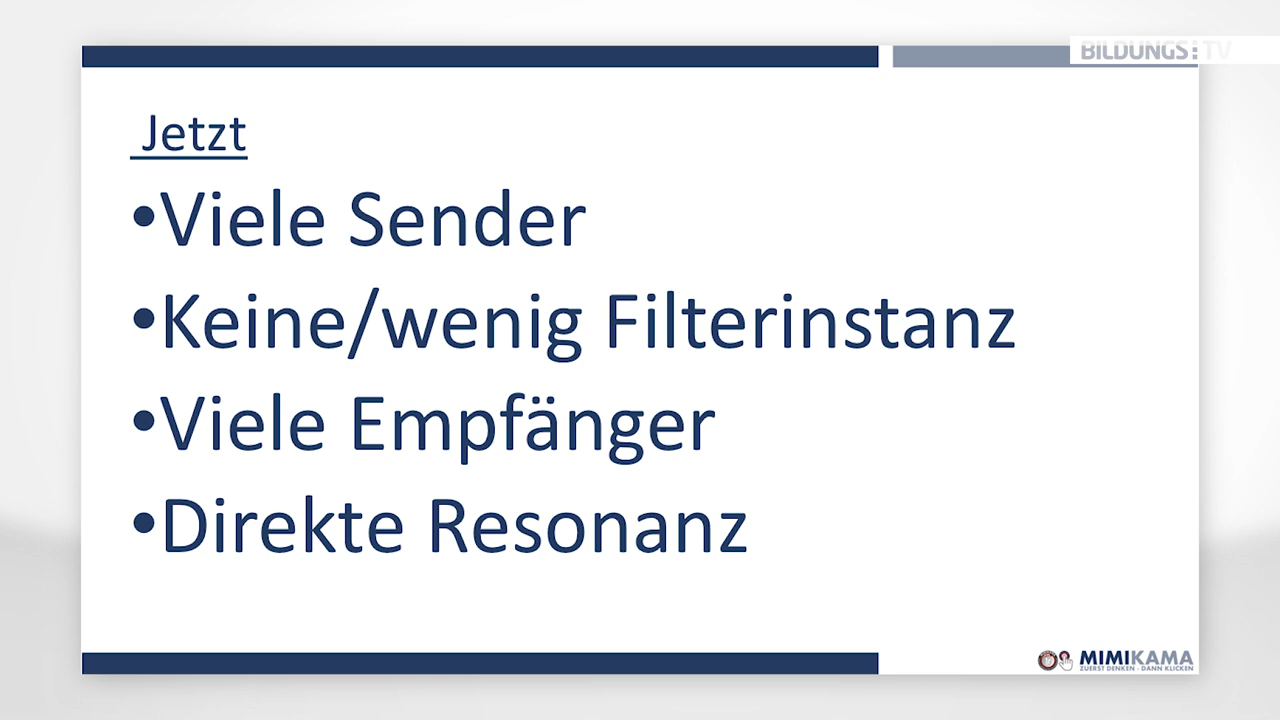 BILDUNGS:TV
Jetzt
•Viele Sender
•Keine/wenig Filterinstanz
•Viele Empfänger
•Direkte Resonanz
MIMIKAMA
ZUERST DENKEN - DANN KLICKEN